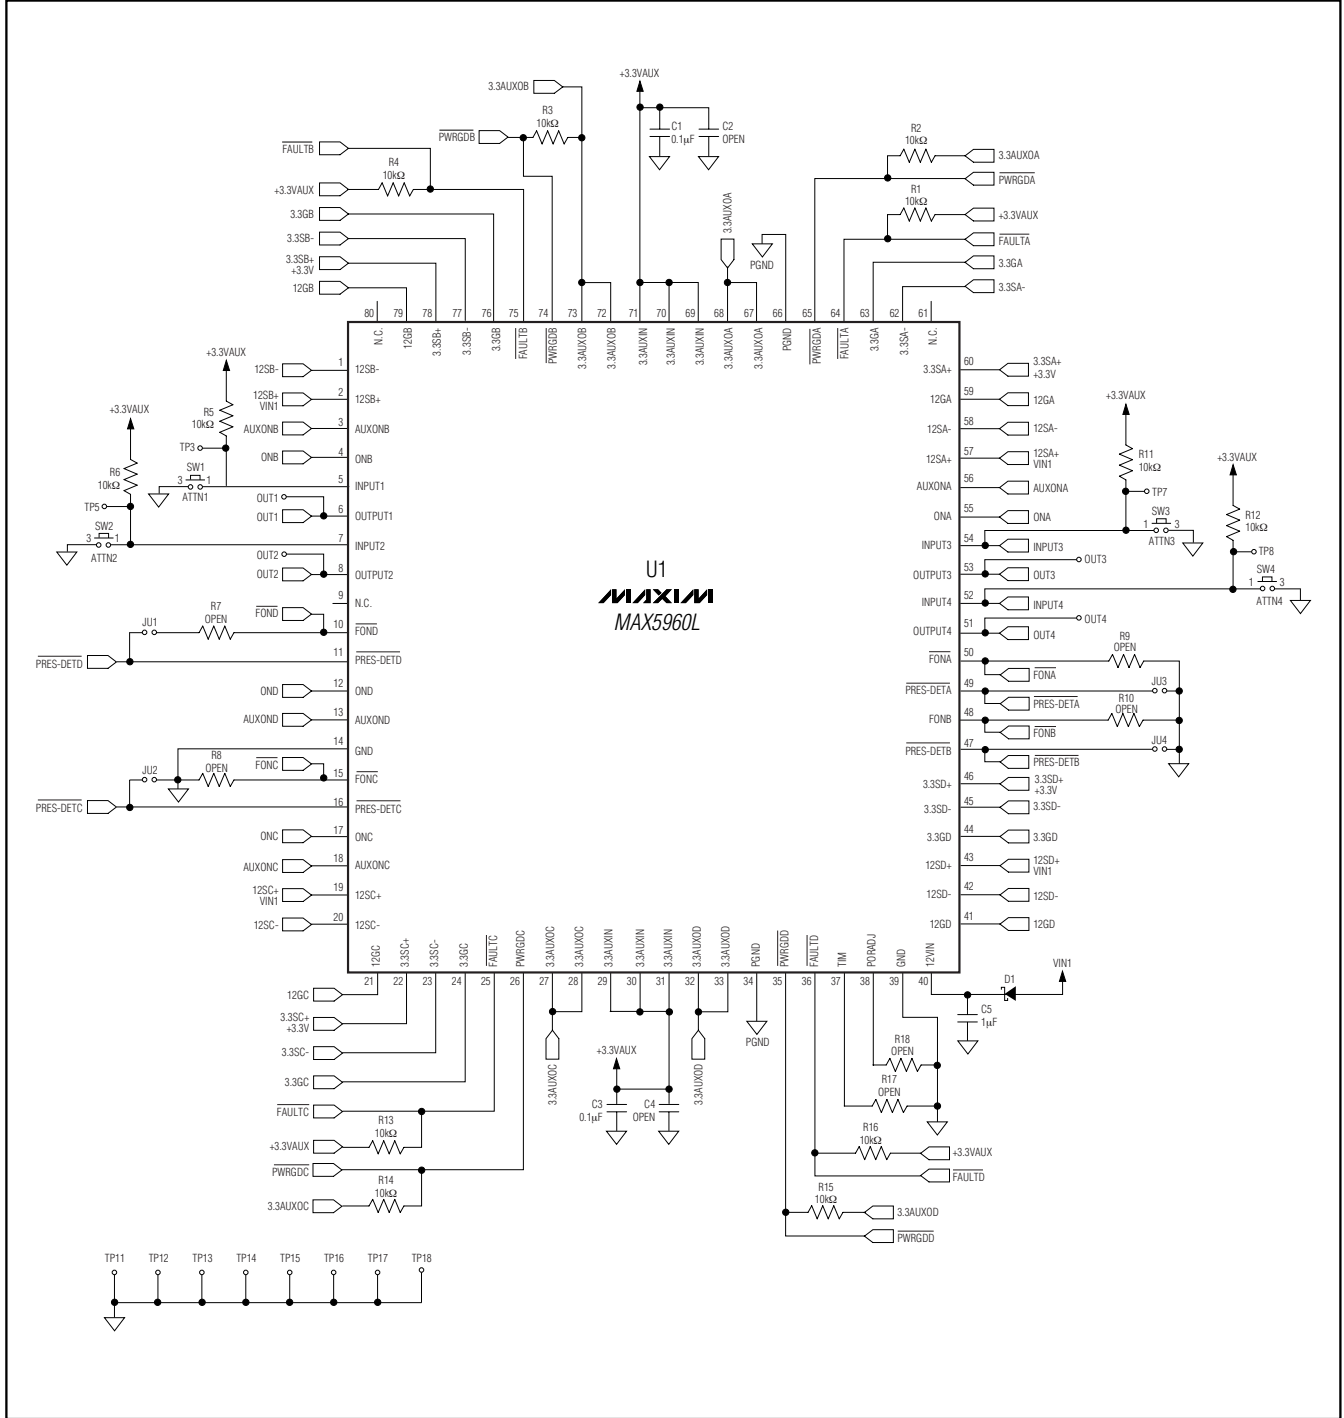 +3.3VAUX
3.3AUXOB
R3
10kΩ
PWRGDB
C1
0.1µF
C2
OPEN
R2
10kΩ
3.3AUXOA
PWRGDA
FAULTB
R4
10kΩ
+3.3VAUX
3.3AUXOA
R1
10kΩ
+3.3VAUX
FAULTA
3.3GB
3.3SB-
PGND
3.3SB+
+3.3V
3.3GA
12GB
3.3SA-
80 79 78 77 76 75 74 73 72 71 70 69 68 67 66 65 64 63 62 61
N.C. 12GB 3.3SB+ 3.3SB- 3.3GB FAULTB PWRGDB 3.3AUXOB 3.3AUXOB 3.3AUXIN 3.3AUXIN 3.3AUXIN 3.3AUXOA 3.3AUXOA PGND PWRGDA FAULTA 3.3GA 3.3SA- N.C.
+3.3VAUX
12SB- 1 12SB-
12SB+
VIN1 2 12SB+
+3.3VAUX
R5
10kΩ
AUXONB 3 AUXONB
TP3
ONB 4 ONB
R6
10kΩ
SW1
3 1
ATTN1
5 INPUT1
TP5
OUT1
OUT1 6 OUTPUT1
SW2
3 1
ATTN2
7 INPUT2
OUT2
OUT2 8 OUTPUT2
9 N.C.
R7
OPEN
FOND
JU1
10 FOND
PRES-DETD 11 PRES-DETD
OND 12 OND
AUXOND 13 AUXOND
14 GND
R8
OPEN
FONC
JU2
15 FONC
PRES-DETC 16 PRES-DETC
ONC 17 ONC
AUXONC 18 AUXONC
12SC+
VIN1 19 12SC+
12SC- 20 12SC-
U1
MAXIM
MAX5960L
3.3SA+ 60 3.3SA+
+3.3V
12GA 59 12GA
+3.3VAUX
12SA- 58 12SA-
12SA+ 57 12SA+
VIN1
R11
10kΩ
+3.3VAUX
AUXONA 56 AUXONA
TP7
ONA 55 ONA
SW3
1 3
ATTN3
R12
10kΩ
INPUT3 54 INPUT3
TP8
OUT3
OUTPUT3 53 OUT3
SW4
1 3
ATTN4
INPUT4 52 INPUT4
OUT4
OUTPUT4 51 OUT4
R9
OPEN
FONA 50 FONA
PRES-DETA 49 PRES-DETA
JU3
R10
OPEN
FONB 48 FONB
JU4
PRES-DETB 47 PRES-DETB
3.3SD+ 46 3.3SD+
+3.3V
3.3SD- 45 3.3SD-
3.3GD 44 3.3GD
12SD+ 43 12SD+
VIN1
12SD- 42 12SD-
12GD 41 12GD
12GC 3.3SC+ 3.3SC- 3.3GC FAULTC PWRGDC 3.3AUXOC 3.3AUXOC 3.3AUXIN 3.3AUXIN 3.3AUXIN 3.3AUXOD 3.3AUXOD PGND PWRGDD FAULTD TIM PORADJ GND 12VIN
21 22 23 24 25 26 27 28 29 30 31 32 33 34 35 36 37 38 39 40
12GC
D1
VIN1
3.3SC+
+3.3V
C5
1µF
3.3SC-
3.3GC
3.3AUXOC
+3.3VAUX
3.3AUXOD
PGND
R18
OPEN
R17
OPEN
FAULTC
C3
0.1µF
C4
OPEN
R13
10kΩ
+3.3VAUX
R16
10kΩ
+3.3VAUX
FAULTD
PWRGDC
R14
10kΩ
3.3AUXOC
R15
10kΩ
3.3AUXOD
PWRGDD
TP11 TP12 TP13 TP14 TP15 TP16 TP17 TP18